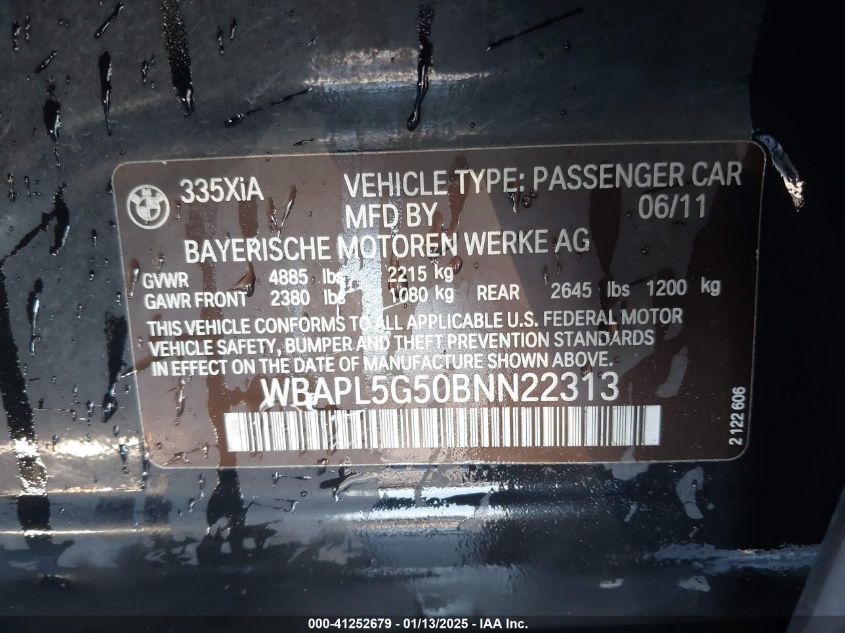 335XiA VEHICLE TYPE: PASSENGER CAR
MFD BY 06/11
BAYERISCHE MOTOREN WERKE AG
GVWR 4885 lbs 2215 kg
GAWR FRONT 2380 lbs 1080 kg REAR 2645 lbs 1200 kg
THIS VEHICLE CONFORMS TO ALL APPLICABLE U.S. FEDERAL MOTOR
VEHICLE SAFETY, BUMPER AND THEFT PREVENTION STANDARDS
IN EFFECT ON THE DATE OF MANUFACTURE SHOWN ABOVE.
WBAPL5G50BNN22313
2 122 606
000-41252679 - 01/13/2025 - IAA Inc.